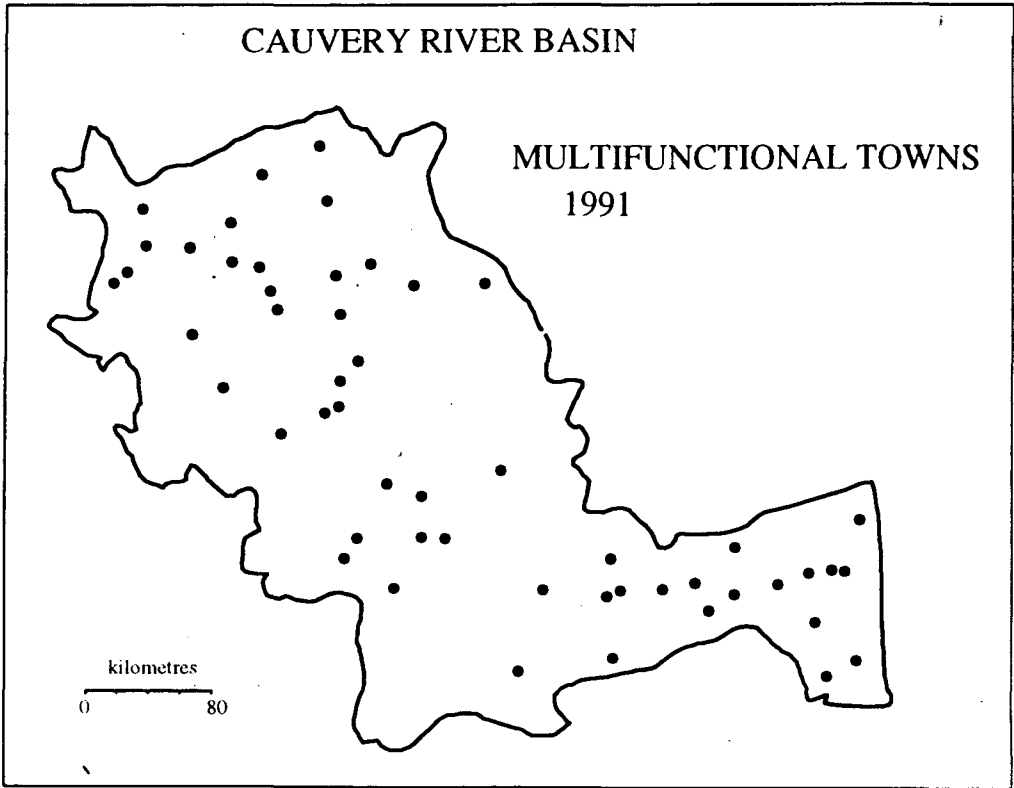 CAUVERY RIVER BASIN
MULTIFUNCTIONAL TOWNS
1991
kilometres
0 80